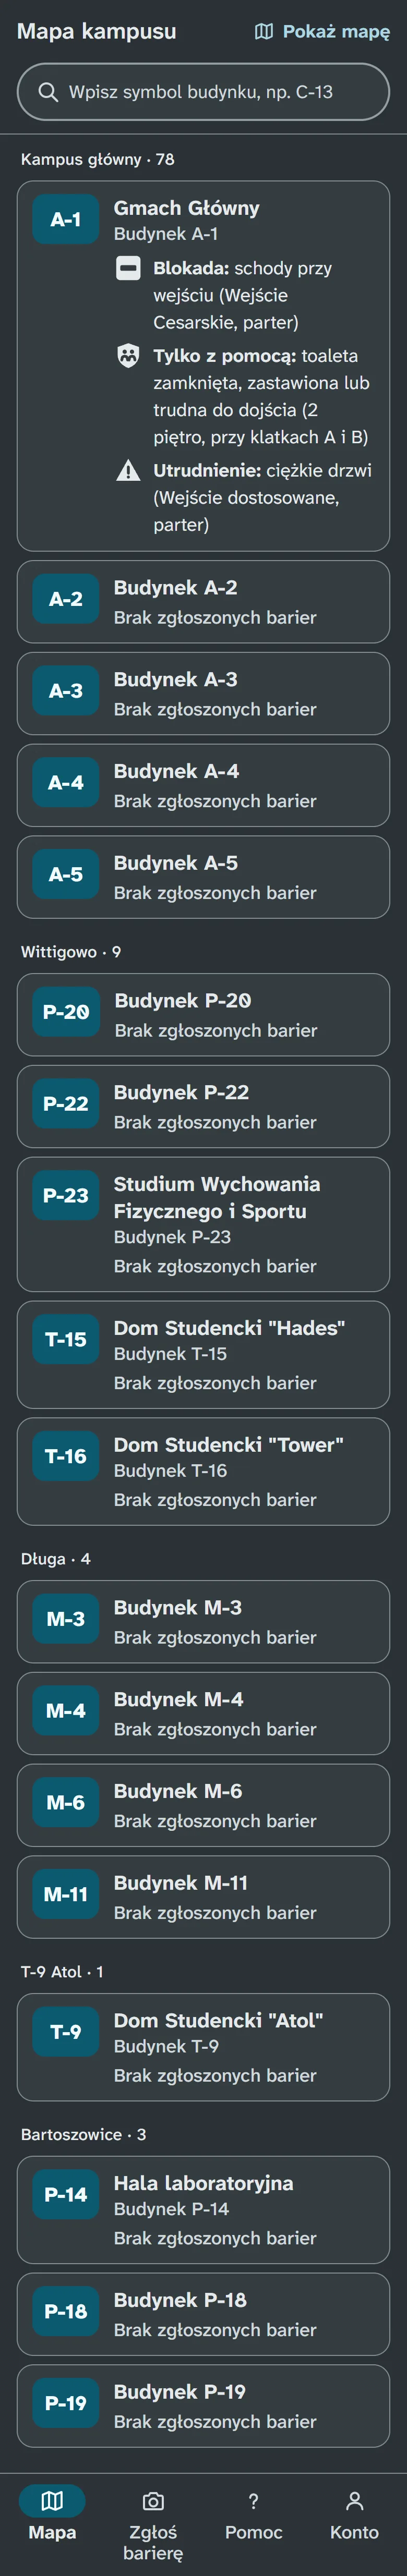 Mapa kampusu
Pokaż mapę
Wpisz symbol budynku, np. C-13
Kampus główny · 78
A-1
Gmach Główny
Budynek A-1
Blokada: schody przy
wejściu (Wejście
Cesarskie, parter)
Tylko z pomocą: toaleta
zamknięta, zastawiona lub
trudna do dojścia (2
piętro, przy klatkach A i B)
Utrudnienie: ciężkie drzwi
(Wejście dostosowane,
parter)
A-2
Budynek A-2
Brak zgłoszonych barier
A-3
Budynek A-3
Brak zgłoszonych barier
A-4
Budynek A-4
Brak zgłoszonych barier
A-5
Budynek A-5
Brak zgłoszonych barier
Wittigowo · 9
P-20
Budynek P-20
Brak zgłoszonych barier
P-22
Budynek P-22
Brak zgłoszonych barier
P-23
Studium Wychowania
Fizycznego i Sportu
Budynek P-23
Brak zgłoszonych barier
T-15
Dom Studencki "Hades"
Budynek T-15
Brak zgłoszonych barier
T-16
Dom Studencki "Tower"
Budynek T-16
Brak zgłoszonych barier
Długa · 4
M-3
Budynek M-3
Brak zgłoszonych barier
M-4
Budynek M-4
Brak zgłoszonych barier
M-6
Budynek M-6
Brak zgłoszonych barier
M-11
Budynek M-11
Brak zgłoszonych barier
T-9 Atol · 1
T-9
Dom Studencki "Atol"
Budynek T-9
Brak zgłoszonych barier
Bartoszowice · 3
P-14
Hala laboratoryjna
Budynek P-14
Brak zgłoszonych barier
P-18
Budynek P-18
Brak zgłoszonych barier
P-19
Budynek P-19
Brak zgłoszonych barier
Mapa
Zgłoś
barierę
Pomoc
Konto